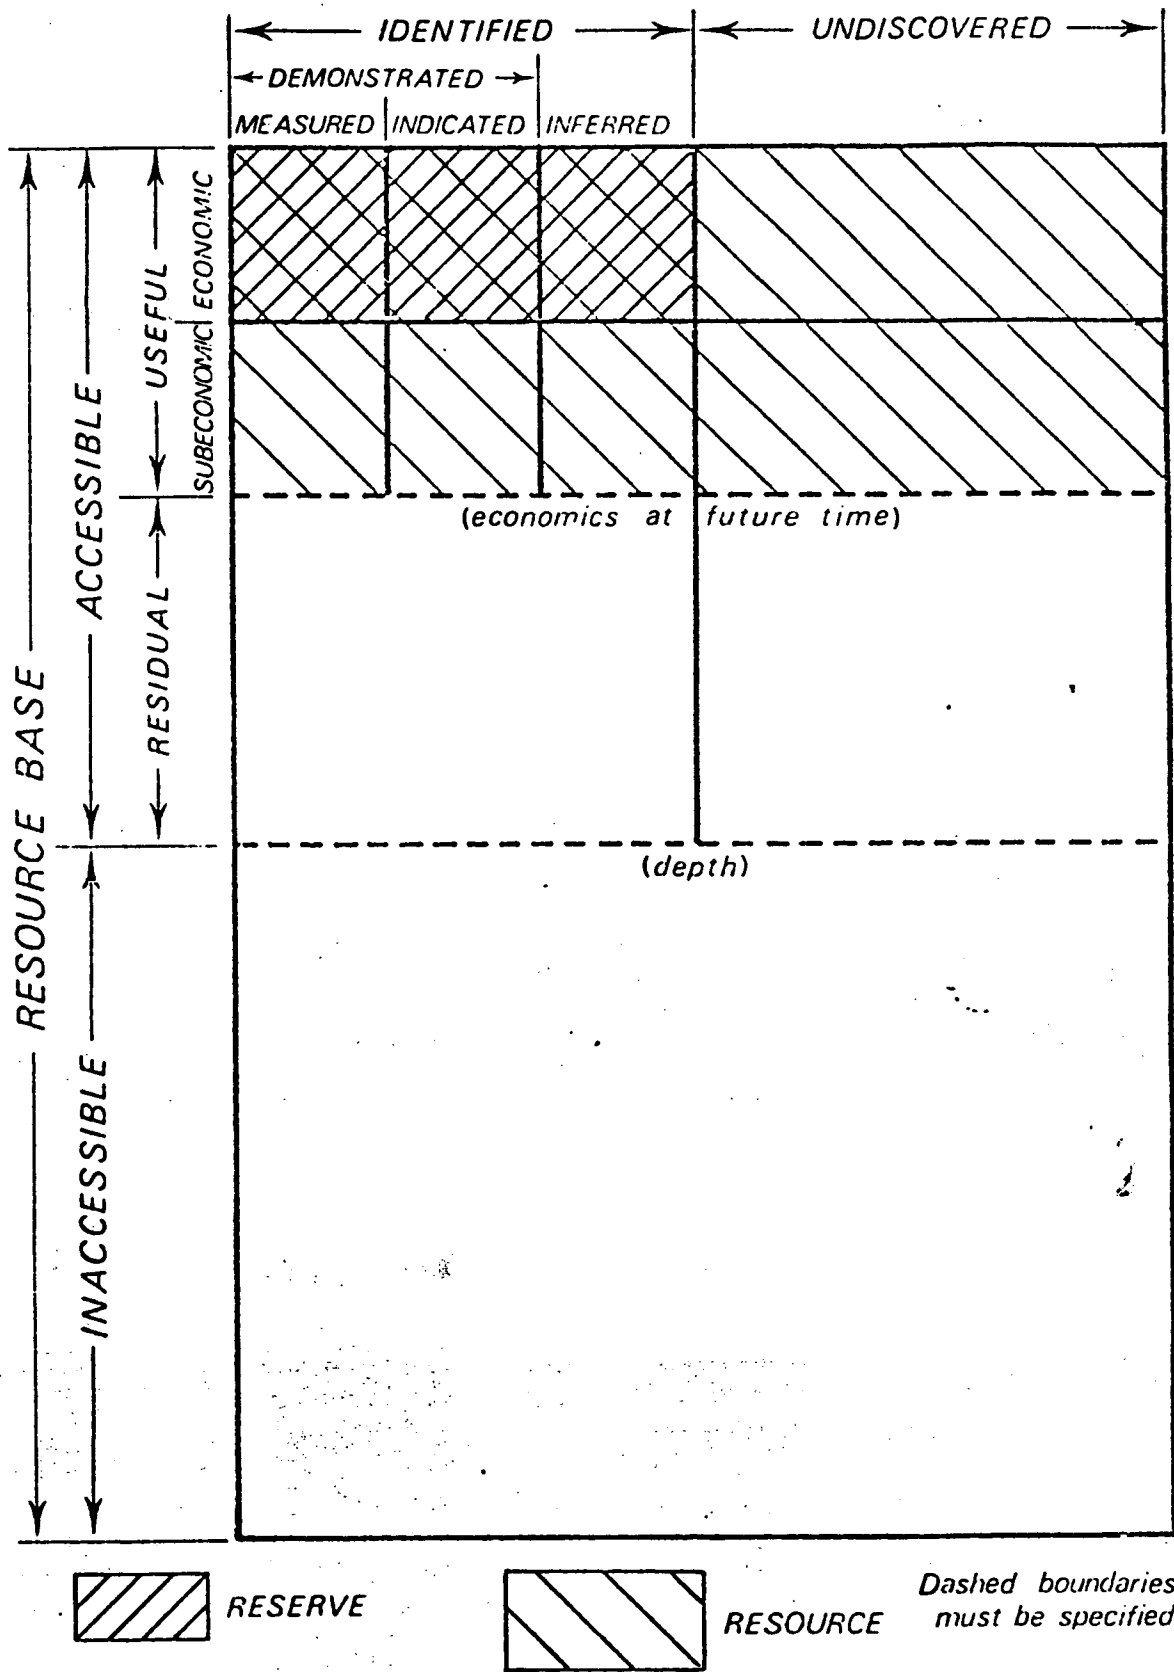 IDENTIFIED
UNDISCOVERED
DEMONSTRATED
MEASURED
INDICATED
INFERRED
RESOURCE BASE
ACCESSIBLE
INACCESSIBLE
USEFUL
RESIDUAL
ECONOMIC
SUBECONOMIC
(economics at future time)
(depth)
RESERVE
RESOURCE
Dashed boundaries
must be specified